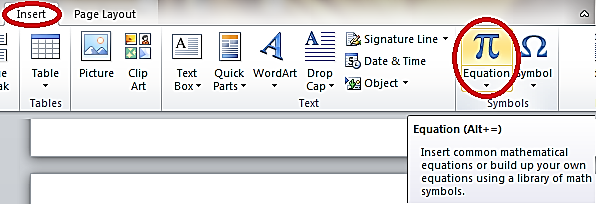 Insert
Page Layout
Table
Picture
Clip
Art
Text
Box
Quick
Parts
WordArt
Drop
Cap
Signature Line
Date & Time
Object
π
Equation
Ω
Symbol
Tables
Text
Symbols
Equation (Alt+=)
Insert common mathematical
equations or build up your own
equations using a library of math
symbols.